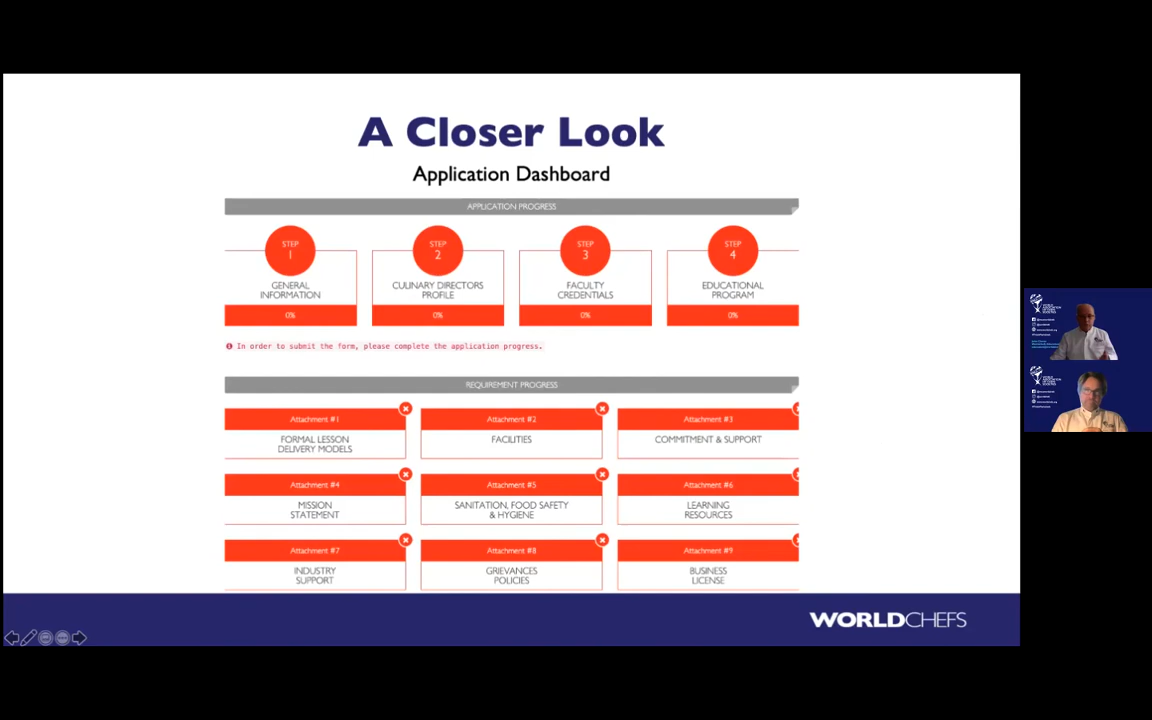 A Closer Look
Application Dashboard
APPLICATION PROGRESS
STEP
1
STEP
2
STEP
3
STEP
4
GENERAL
INFORMATION
CULINARY DIRECTORS
PROFILE
FACULTY
CREDENTIALS
EDUCATIONAL
PROGRAM
0%
0%
0%
0%
In order to submit the form, please complete the application progress.
REQUIREMENT PROGRESS
Attachment #1
Attachment #2
Attachment #3
FORMAL LESSON
DELIVERY MODELS
FACILITIES
COMMITMENT & SUPPORT
Attachment #4
Attachment #5
Attachment #6
MISSION
STATEMENT
SANITATION, FOOD SAFETY
& HYGIENE
LEARNING
RESOURCES
Attachment #7
Attachment #8
Attachment #9
INDUSTRY
SUPPORT
GRIEVANCES
POLICIES
BUSINESS
LICENSE
WORLDCHEFS